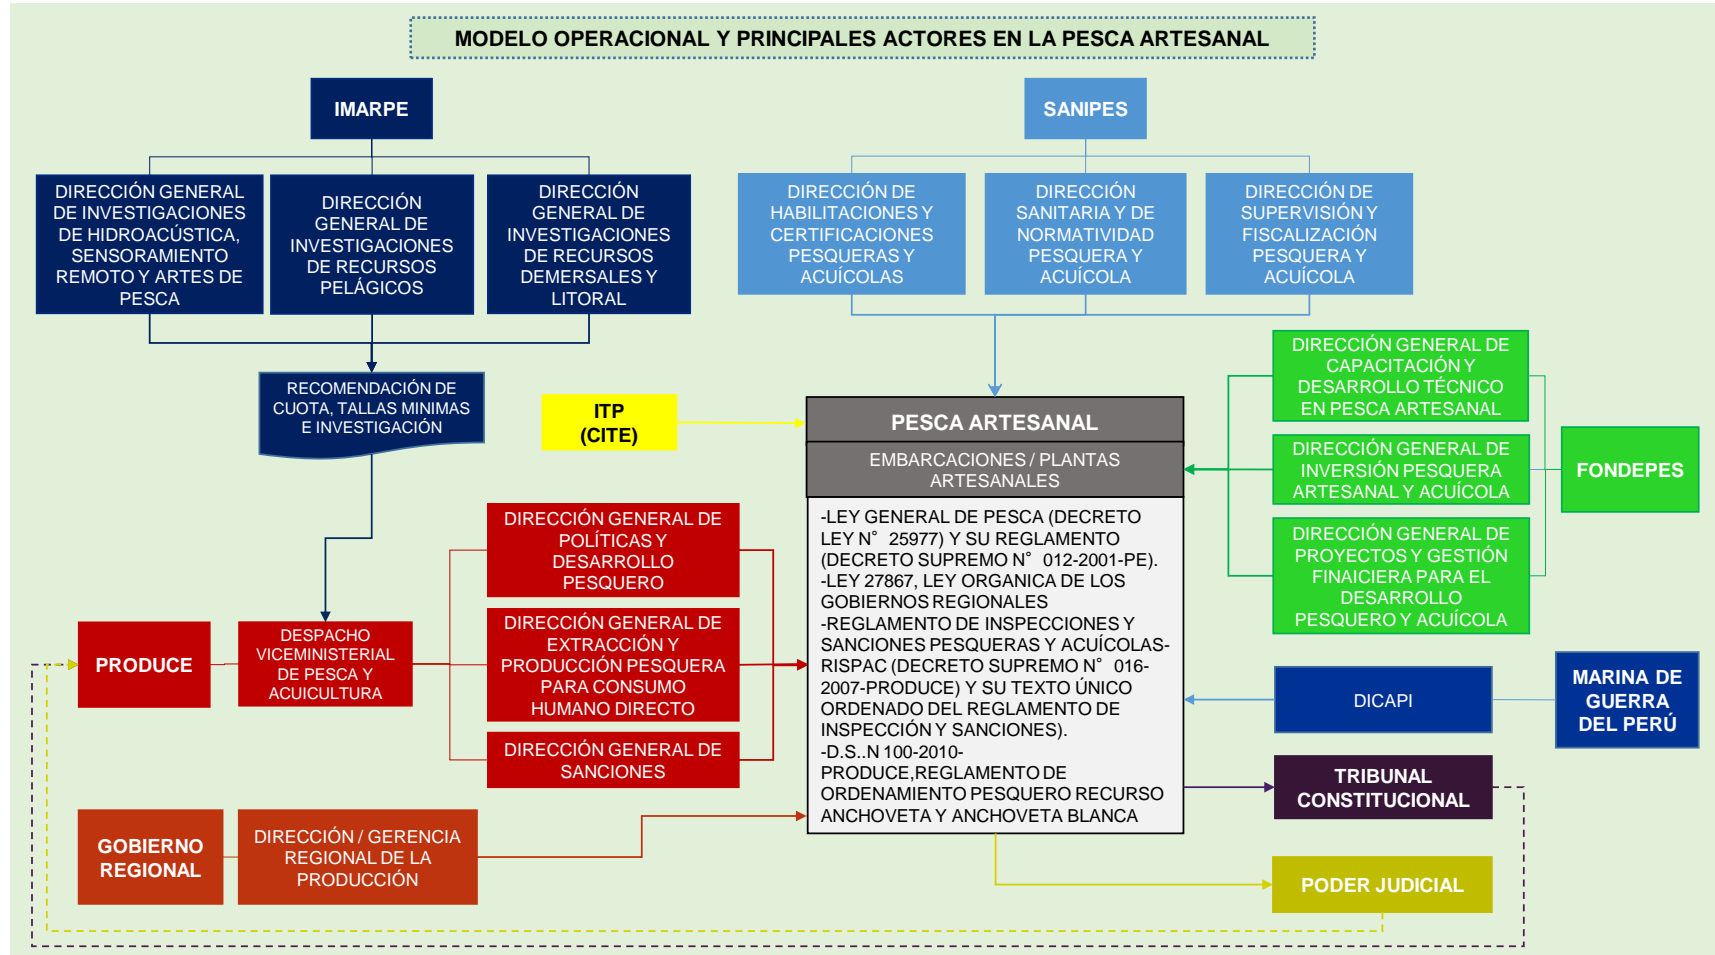 MODELO OPERACIONAL Y PRINCIPALES ACTORES EN LA PESCA ARTESANAL
IMARPE
SANIPES
DIRECCIÓN GENERAL
DE INVESTIGACIONES
DE HIDROACÚSTICA,
SENSORAMIENTO
REMOTO Y ARTES DE
PESCA
DIRECCIÓN
GENERAL DE
INVESTIGACIONES
DE RECURSOS
PELÁGICOS
DIRECCIÓN
GENERAL DE
INVESTIGACIONES
DE RECURSOS
DEMERSALES Y
LITORAL
DIRECCIÓN DE
HABILITACIONES Y
CERTIFICACIONES
PESQUERAS Y
ACUÍCOLAS
DIRECCIÓN
SANITARIA Y DE
NORMATIVIDAD
PESQUERA Y
ACUÍCOLA
DIRECCIÓN DE
SUPERVISIÓN Y
FISCALIZACIÓN
PESQUERA Y
ACUÍCOLA
RECOMENDACIÓN DE
CUOTA, TALLAS MINIMAS
E INVESTIGACIÓN
ITP
(CITE)
PESCA ARTESANAL
EMBARCACIONES / PLANTAS
ARTESANALES
-LEY GENERAL DE PESCA (DECRETO
LEY N° 25977) Y SU REGLAMENTO
(DECRETO SUPREMO N° 012-2001-PE).
-LEY 27867, LEY ORGANICA DE LOS
GOBIERNOS REGIONALES
-REGLAMENTO DE INSPECCIONES Y
SANCIONES PESQUERAS Y ACUÍCOLAS-
RISPAC (DECRETO SUPREMO N° 016-
2007-PRODUCE) Y SU TEXTO ÚNICO
ORDENADO DEL REGLAMENTO DE
INSPECCIÓN Y SANCIONES).
-D.S..N 100-2010-
PRODUCE,REGLAMENTO DE
ORDENAMIENTO PESQUERO RECURSO
ANCHOVETA Y ANCHOVETA BLANCA
DIRECCIÓN GENERAL DE
CAPACITACIÓN Y
DESARROLLO TÉCNICO
EN PESCA ARTESANAL
DIRECCIÓN GENERAL DE
INVERSIÓN PESQUERA
ARTESANAL Y ACUÍCOLA
DIRECCIÓN GENERAL DE
PROYECTOS Y GESTIÓN
FINAICIERA PARA EL
DESARROLLO
PESQUERO Y ACUÍCOLA
FONDEPES
DIRECCIÓN GENERAL DE
POLÍTICAS Y
DESARROLLO
PESQUERO
DIRECCIÓN GENERAL DE
EXTRACCIÓN Y
PRODUCCIÓN PESQUERA
PARA CONSUMO
HUMANO DIRECTO
DIRECCIÓN GENERAL DE
SANCIONES
PRODUCE
DESPACHO
VICEMINISTERIAL
DE PESCA Y
ACUICULTURA
DICAPI
MARINA DE
GUERRA
DEL PERÚ
TRIBUNAL
CONSTITUCIONAL
GOBIERNO
REGIONAL
DIRECCIÓN / GERENCIA
REGIONAL DE LA
PRODUCCIÓN
PODER JUDICIAL